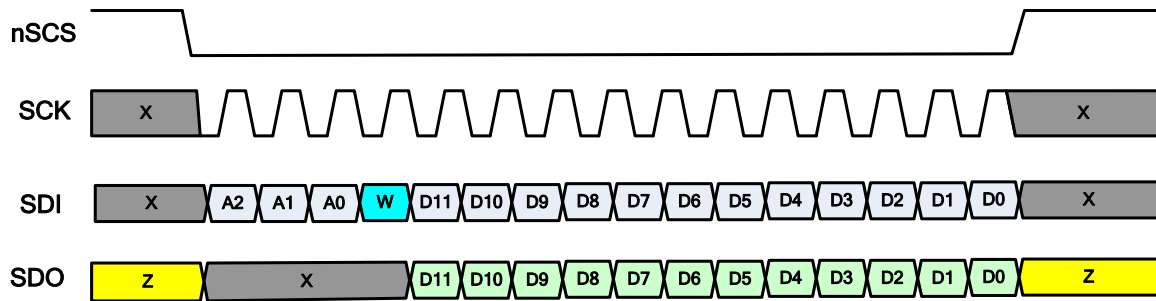 nSCS
SCK X X
SDI X A2 A1 A0 W D11 D10 D9 D8 D7 D6 D5 D4 D3 D2 D1 D0 X
SDO Z X D11 D10 D9 D8 D7 D6 D5 D4 D3 D2 D1 D0 Z